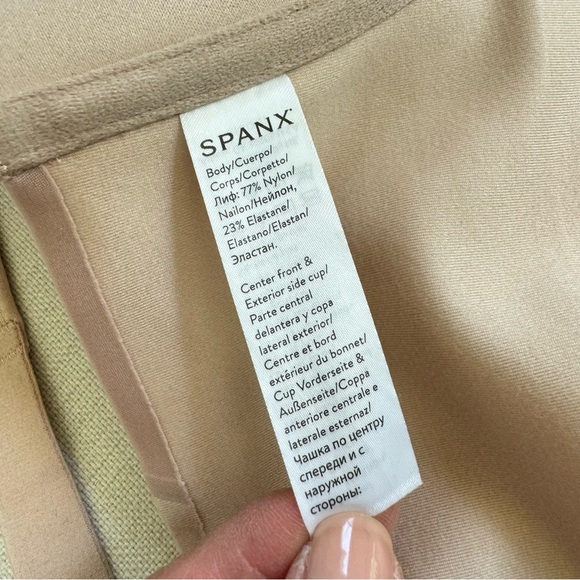 SPANX
Body/Cuerpo/
Corps/Corpetto/
Лиф: 77% Nylon/
Nailon/Нейлон,
23% Elastane/
Elastano/Elastan/
Эластан.
Center front &
Exterior side cup/
Parte central
delantera y copa
lateral exterior/
Centre et bord
extérieur du bonnet/
Cup Vorderseite &
Außenseite/Coppa
anteriore centrale e
laterale esternaz/
Чашка по центру
спереди и с
наружной
стороны: